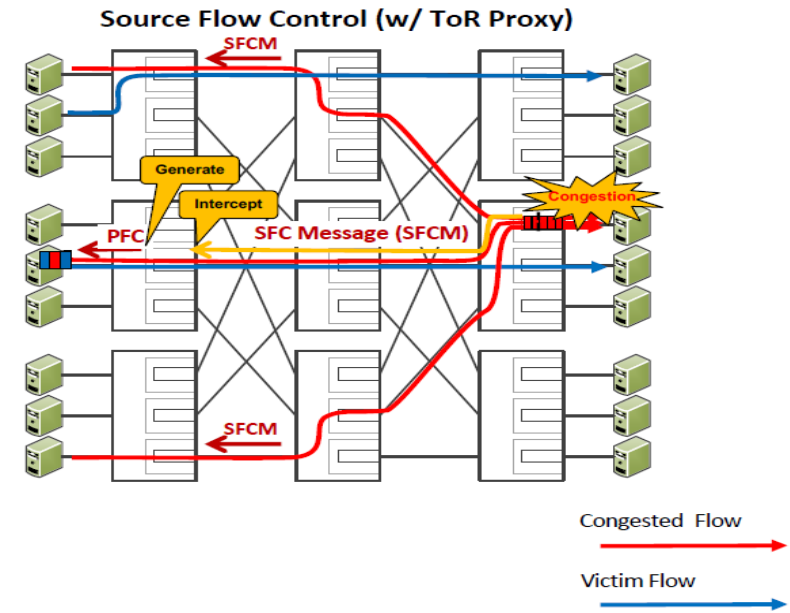 Source Flow Control (w/ ToR Proxy)
SFCM
Generate
Intercept
Congestion
PFC
SFC Message (SFCM)
SFCM
Congested Flow
Victim Flow